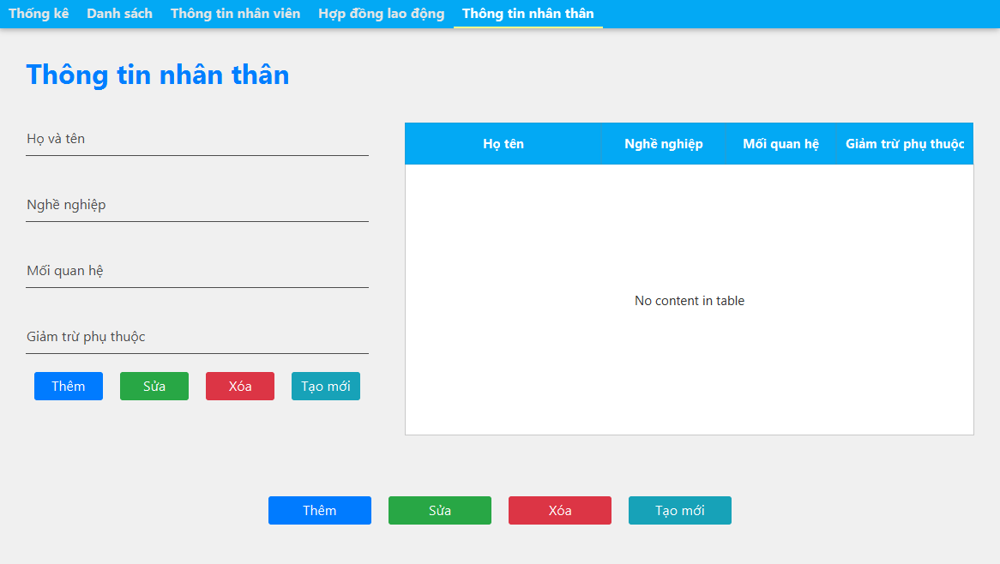 Thống kê Danh sách Thông tin nhân viên Hợp đồng lao động Thông tin nhân thân
Thông tin nhân thân
Họ và tên
Nghề nghiệp
Mối quan hệ
Giảm trừ phụ thuộc
Thêm Sửa Xóa Tạo mới
Họ tên Nghề nghiệp Mối quan hệ Giảm trừ phụ thuộc
No content in table
Thêm Sửa Xóa Tạo mới